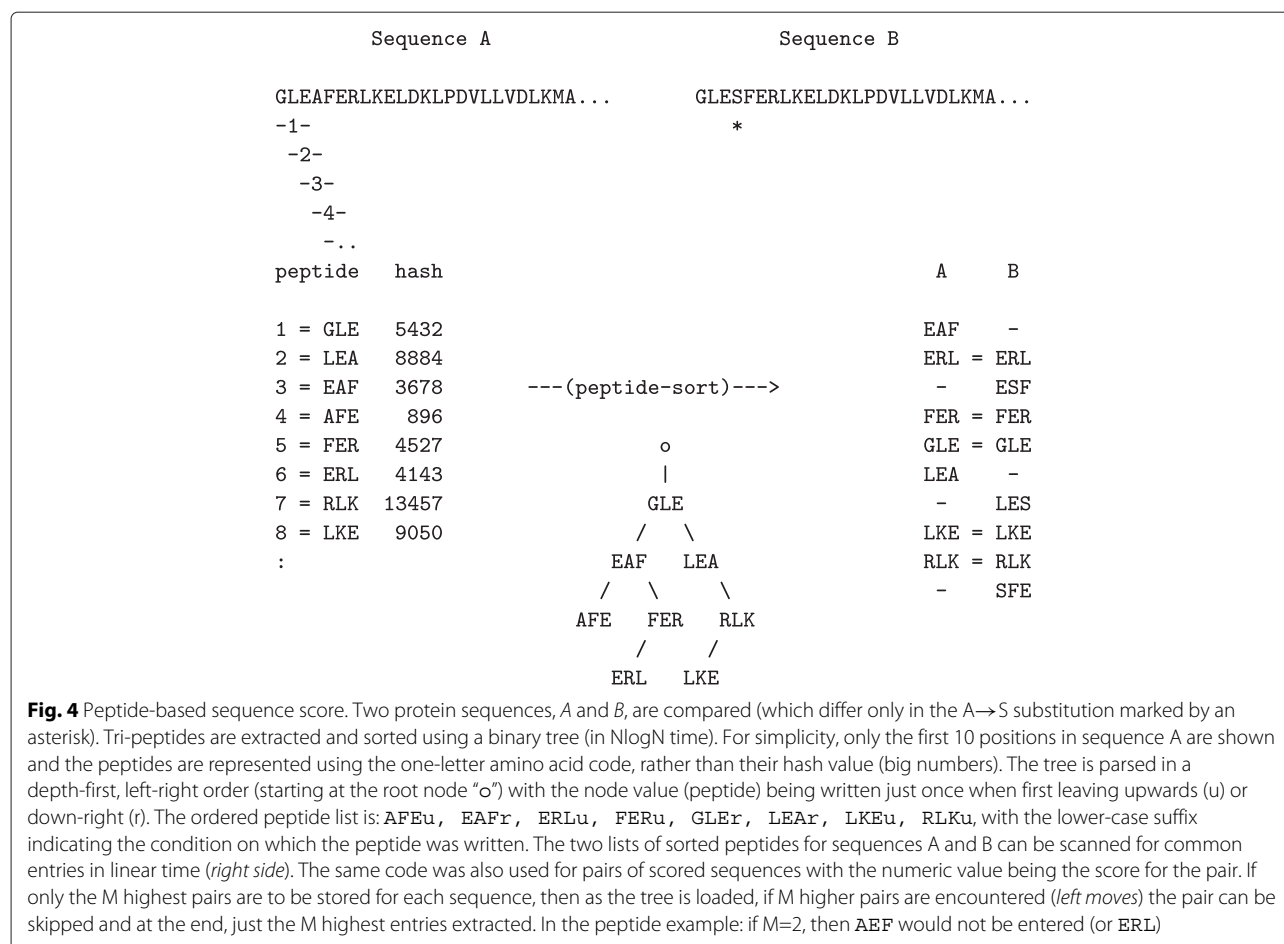 Sequence A Sequence B
GLEAFERLKELDKLPDVLLVDLKMA... GLESFERLKELDKLPDVLLVDLKMA...
-1- *
-2-
-3-
-4-
-..
peptide hash A B
1 = GLE 5432 EAF -
2 = LEA 8884 ERL = ERL
3 = EAF 3678 ---(peptide-sort)---> - ESF
4 = AFE 896 FER = FER
5 = FER 4527 o GLE = GLE
6 = ERL 4143 | LEA -
7 = RLK 13457 GLE - LES
8 = LKE 9050 / \ LKE = LKE
: EAF LEA RLK = RLK
/ \ \ - SFE
AFE FER RLK
/ /
ERL LKE
Fig. 4 Peptide-based sequence score. Two protein sequences, A and B, are compared (which differ only in the A→S substitution marked by an
asterisk). Tri-peptides are extracted and sorted using a binary tree (in NlogN time). For simplicity, only the first 10 positions in sequence A are shown
and the peptides are represented using the one-letter amino acid code, rather than their hash value (big numbers). The tree is parsed in a
depth-first, left-right order (starting at the root node "o") with the node value (peptide) being written just once when first leaving upwards (u) or
down-right (r). The ordered peptide list is: AFEu, EAFr, ERLu, FERu, GLEr, LEAr, LKEu, RLKu, with the lower-case suffix
indicating the condition on which the peptide was written. The two lists of sorted peptides for sequences A and B can be scanned for common
entries in linear time (right side). The same code was also used for pairs of scored sequences with the numeric value being the score for the pair. If
only the M highest pairs are to be stored for each sequence, then as the tree is loaded, if M higher pairs are encountered (left moves) the pair can be
skipped and at the end, just the M highest entries extracted. In the peptide example: if M=2, then AEF would not be entered (or ERL)